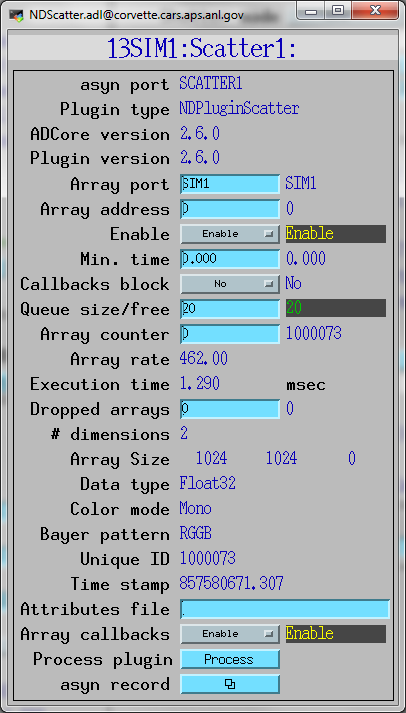 NDScatter.adl@corvette.cars.aps.anl.gov
13SIM1:Scatter1:
asyn port SCATTER1
Plugin type NDPluginScatter
ADCore version 2.6.0
Plugin version 2.6.0
Array port SIM1 SIM1
Array address 0 0
Enable Enable Enable
Min. time 0.000 0.000
Callbacks block No No
Queue size/free 20 20
Array counter 0 1000073
Array rate 462.00
Execution time 1.290 msec
Dropped arrays 0 0
# dimensions 2
Array Size 1024 1024 0
Data type Float32
Color mode Mono
Bayer pattern RGGB
Unique ID 1000073
Time stamp 857580671.307
Attributes file
Array callbacks Enable Enable
Process plugin Process
asyn record